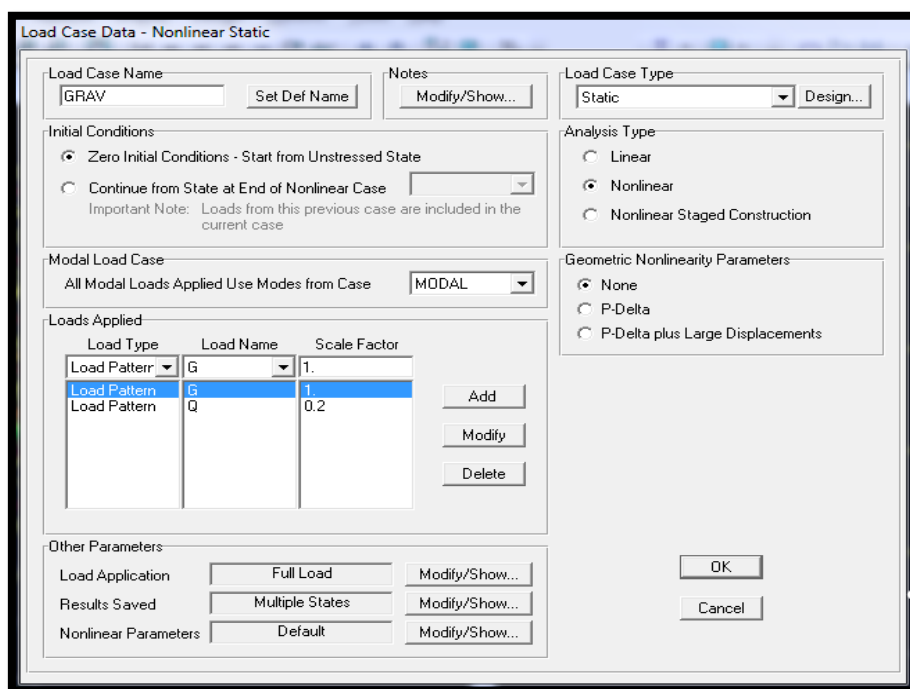 Load Case Data - Nonlinear Static
Load Case Name
GRAV
Set Def Name
Notes
Modify/Show...
Load Case Type
Static
Design...
Initial Conditions
Zero Initial Conditions - Start from Unstressed State
Continue from State at End of Nonlinear Case
Important Note: Loads from this previous case are included in the
current case
Analysis Type
Linear
Nonlinear
Nonlinear Staged Construction
Modal Load Case
All Modal Loads Applied Use Modes from Case
MODAL
Geometric Nonlinearity Parameters
None
P-Delta
P-Delta plus Large Displacements
Loads Applied
Load Type Load Name Scale Factor
Load Patterr G 1.
Load Pattern G 1.
Load Pattern Q 0.2
Add
Modify
Delete
Other Parameters
Load Application Full Load Modify/Show...
Results Saved Multiple States Modify/Show...
Nonlinear Parameters Default Modify/Show...
OK
Cancel